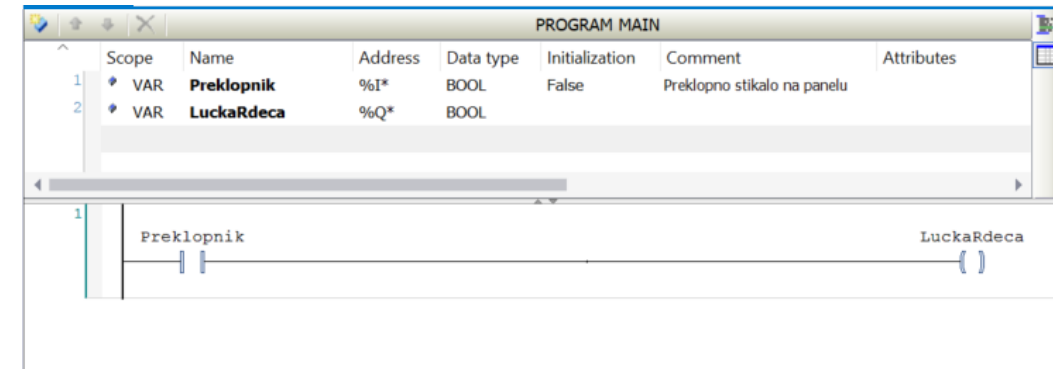 PROGRAM MAIN
Scope Name Address Data type Initialization Comment Attributes
1 VAR Preklopnik %I* BOOL False Preklopno stikalo na panelu
2 VAR LuckaRdeca %Q* BOOL
1
Preklopnik LuckaRdeca